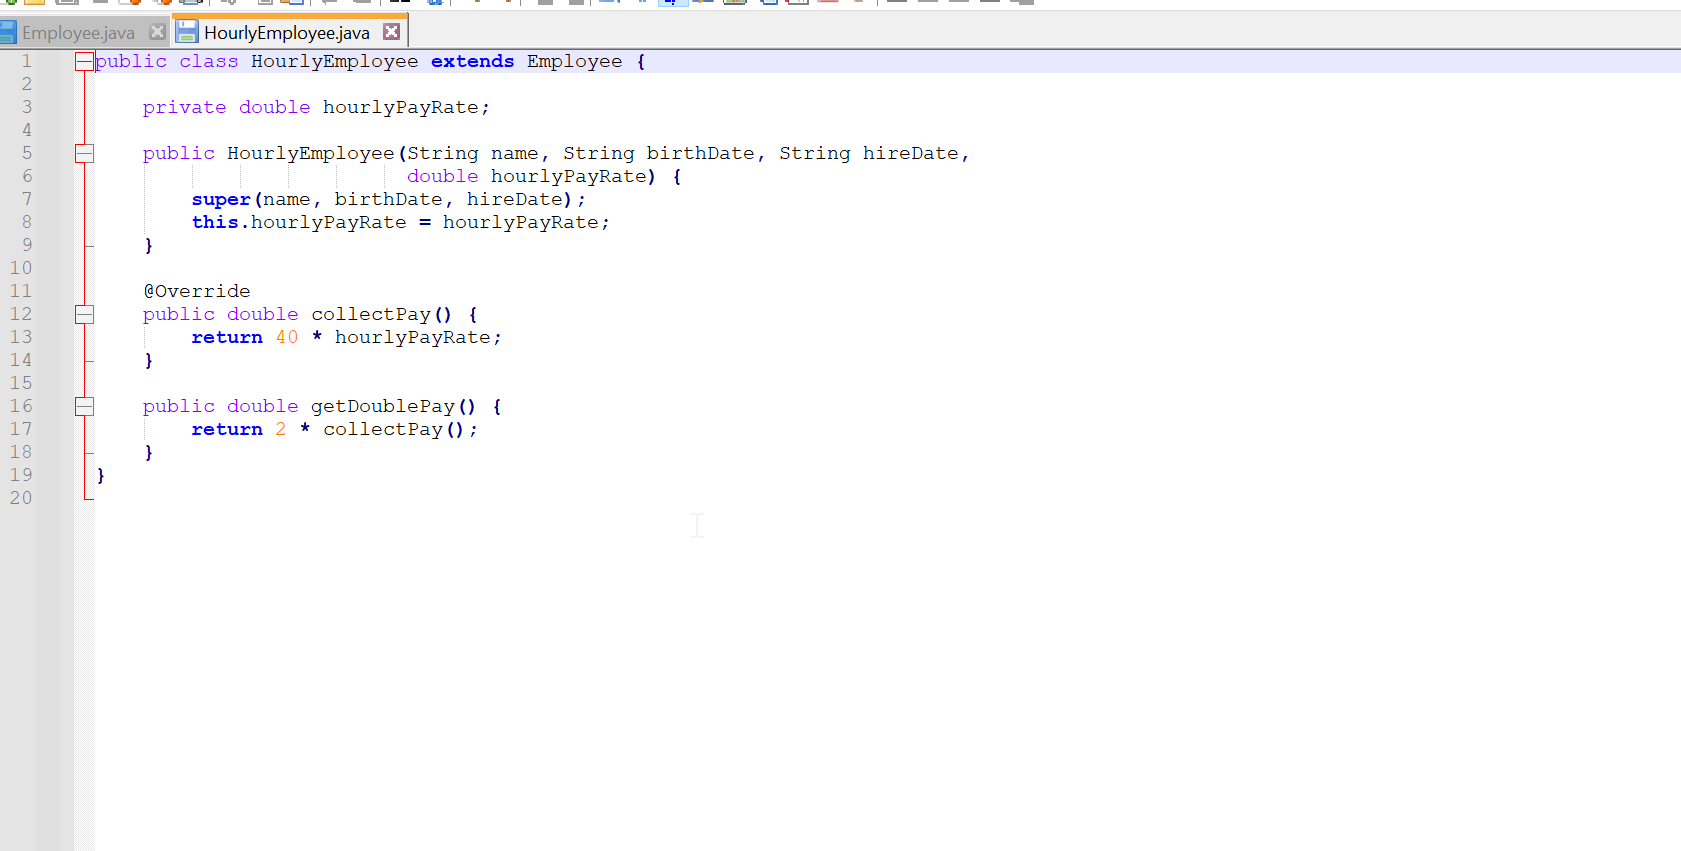 Employee.java HourlyEmployee.java
1 public class HourlyEmployee extends Employee {
2
3 private double hourlyPayRate;
4
5 public HourlyEmployee(String name, String birthDate, String hireDate,
6 double hourlyPayRate) {
7 super(name, birthDate, hireDate);
8 this.hourlyPayRate = hourlyPayRate;
9 }
10
11 @Override
12 public double collectPay() {
13 return 40 * hourlyPayRate;
14 }
15
16 public double getDoublePay() {
17 return 2 * collectPay();
18 }
19 }
20